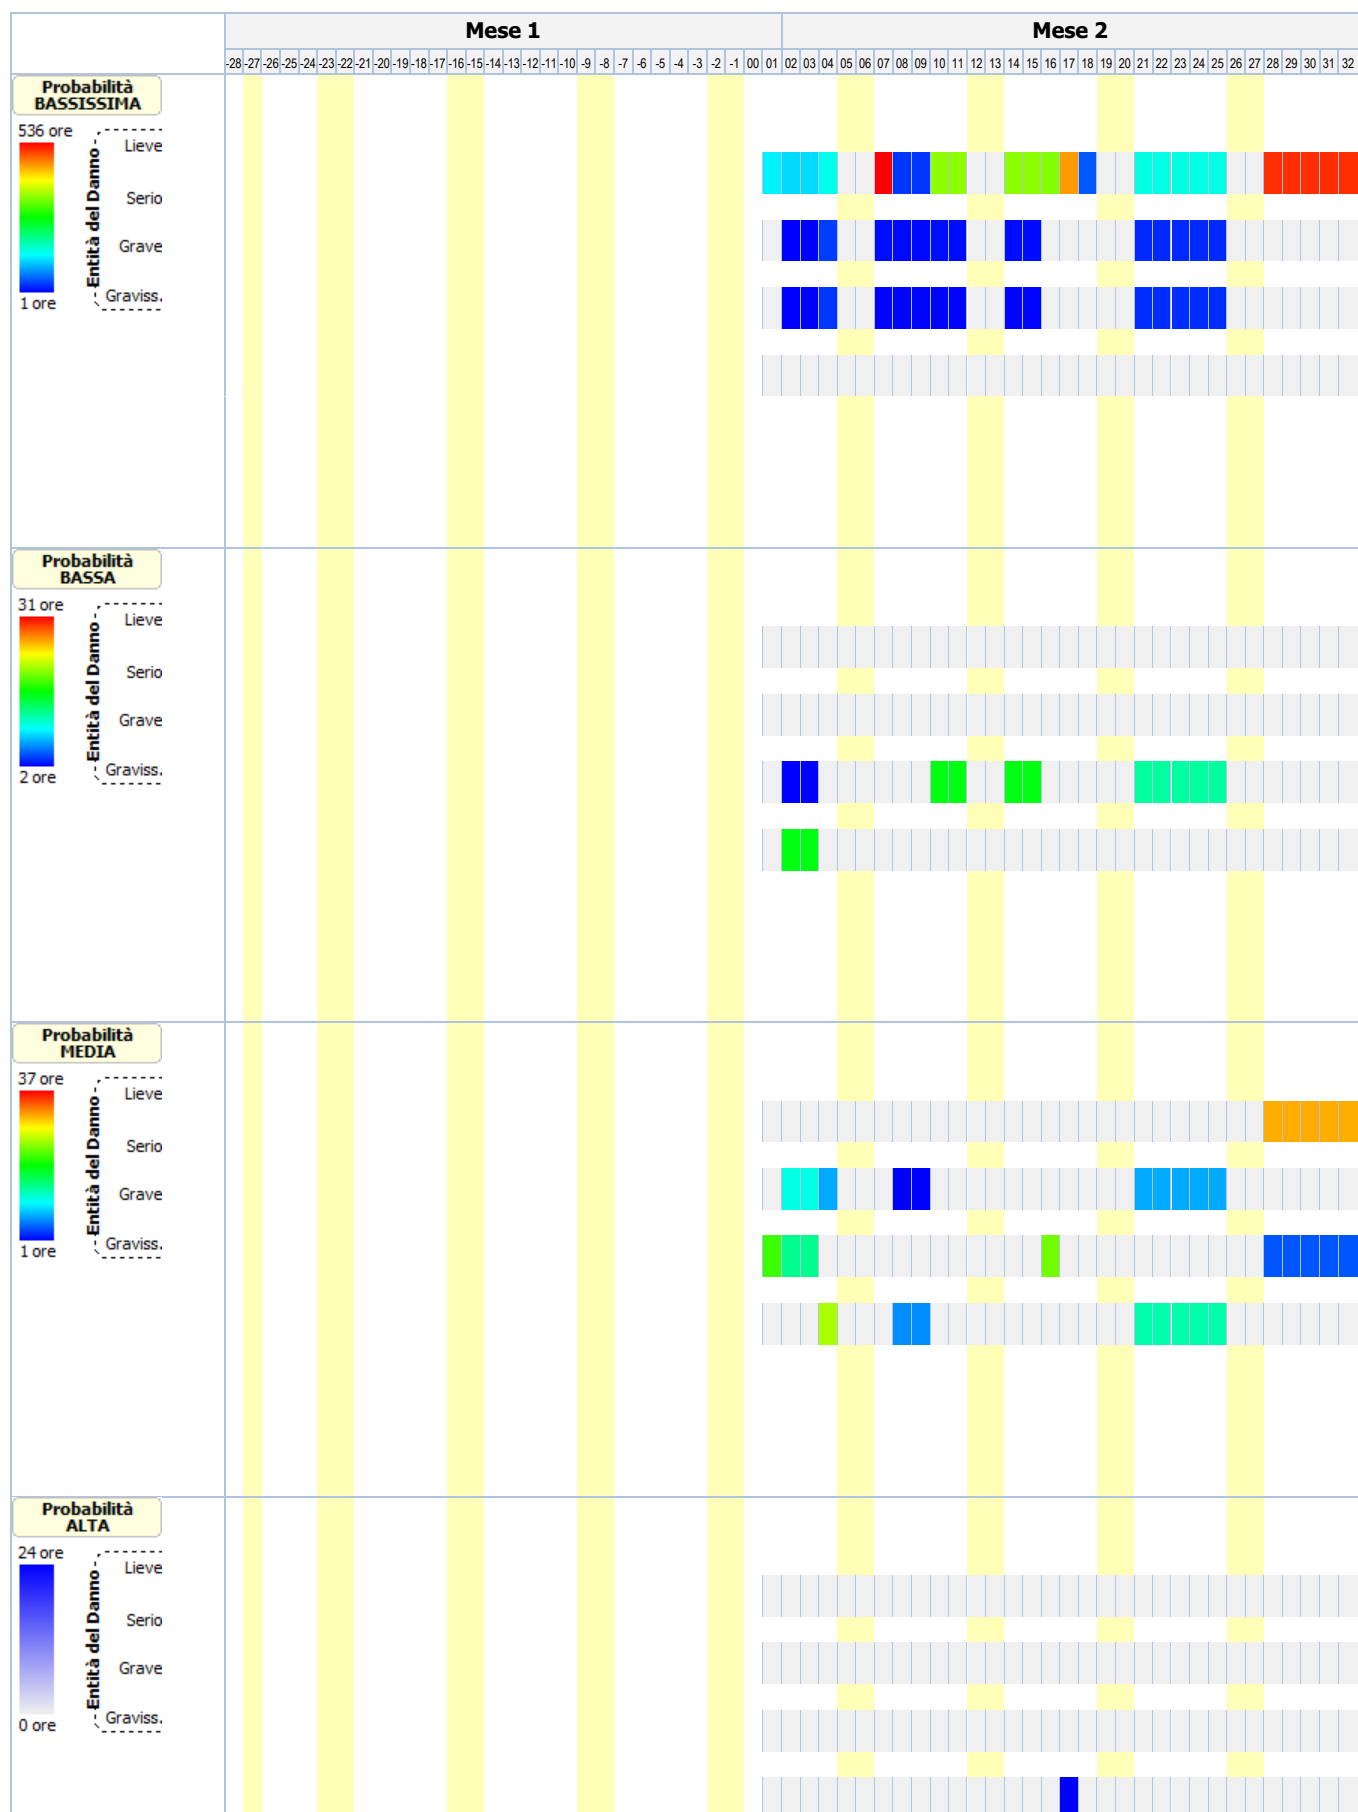 Mese 1 Mese 2
-28 -27 -26 -25 -24 -23 -22 -21 -20 -19 -18 -17 -16 -15 -14 -13 -12 -11 -10 -9 -8 -7 -6 -5 -4 -3 -2 -1 00 01 02 03 04 05 06 07 08 09 10 11 12 13 14 15 16 17 18 19 20 21 22 23 24 25 26 27 28 29 30 31 32
Probabilità
BASSISSIMA
536 ore
Entità del Danno
Lieve
Serio
Grave
Graviss.
1 ore
Probabilità
BASSA
31 ore
Entità del Danno
Lieve
Serio
Grave
Graviss.
2 ore
Probabilità
MEDIA
37 ore
Entità del Danno
Lieve
Serio
Grave
Graviss.
1 ore
Probabilità
ALTA
24 ore
Entità del Danno
Lieve
Serio
Grave
Graviss.
0 ore